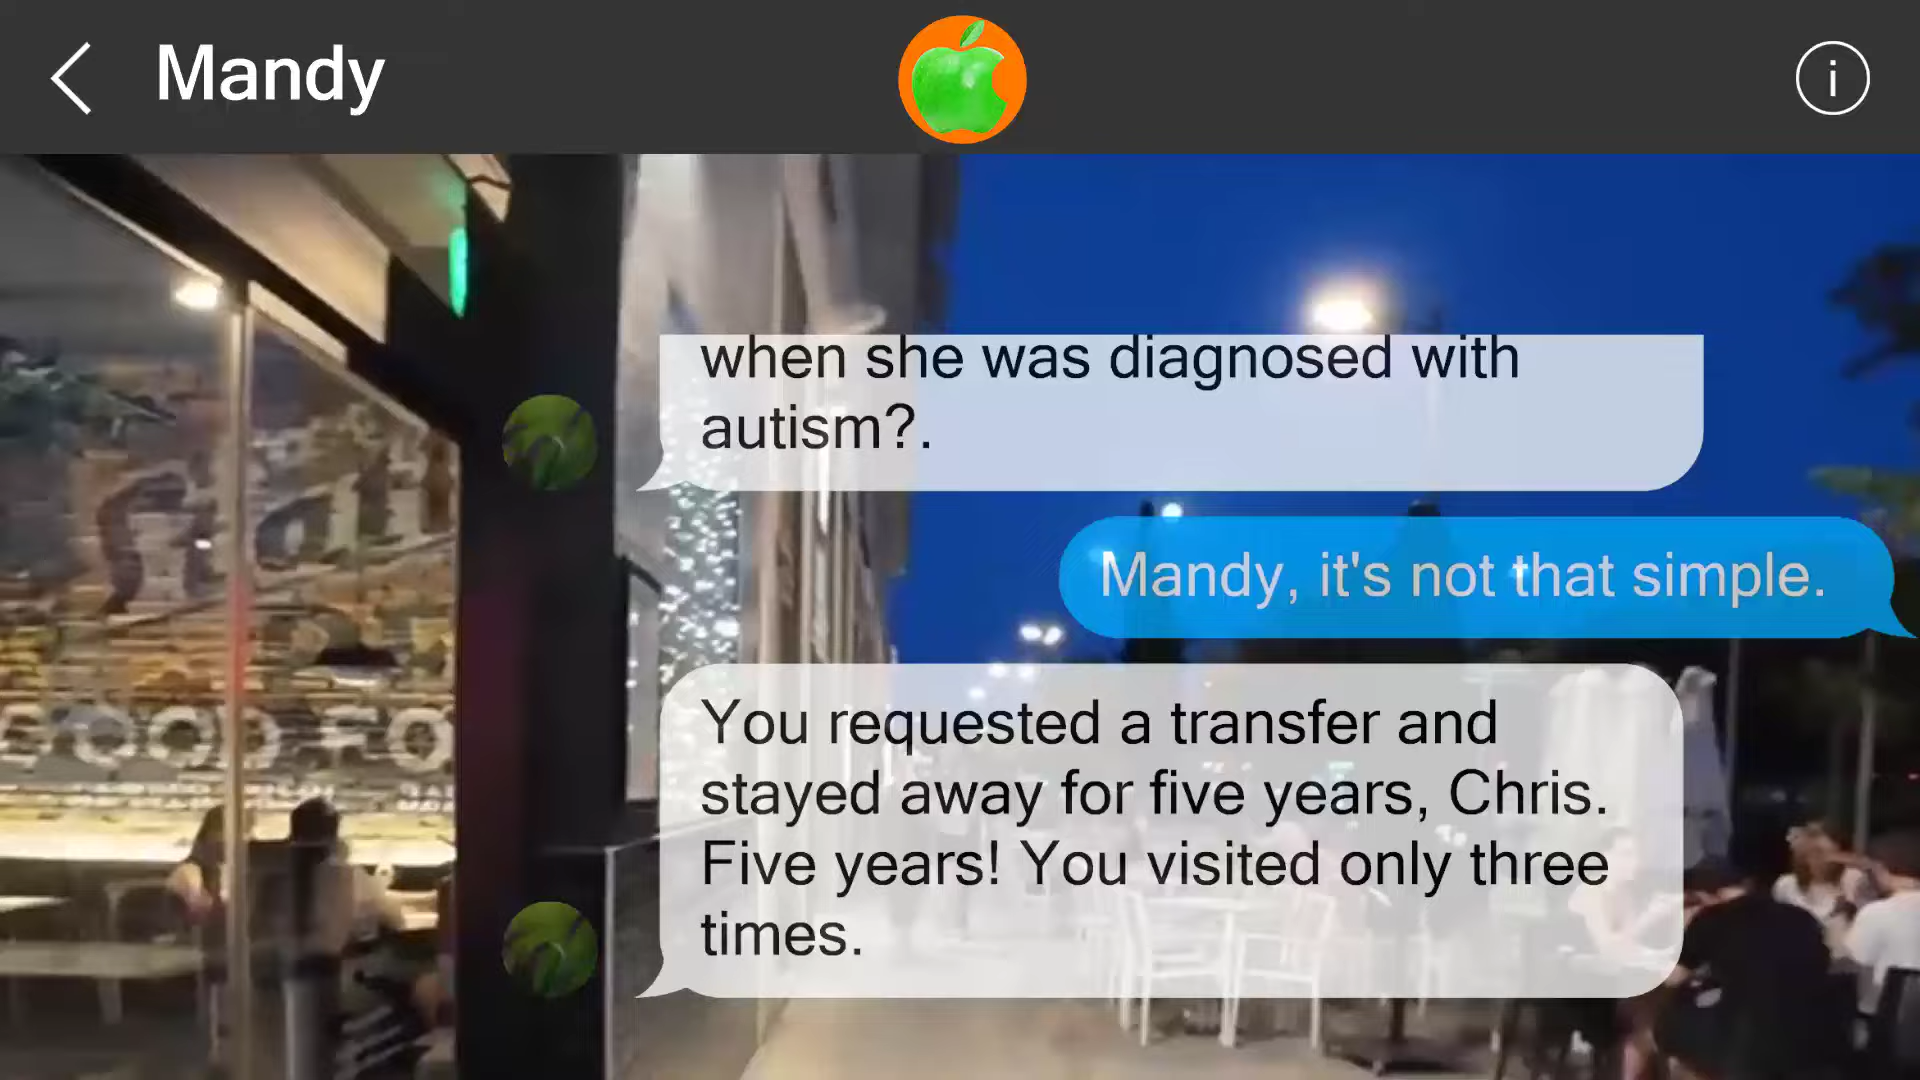 Mandy
when she was diagnosed with
autism?.
Mandy, it's not that simple.
You requested a transfer and
stayed away for five years, Chris.
Five years! You visited only three
times.